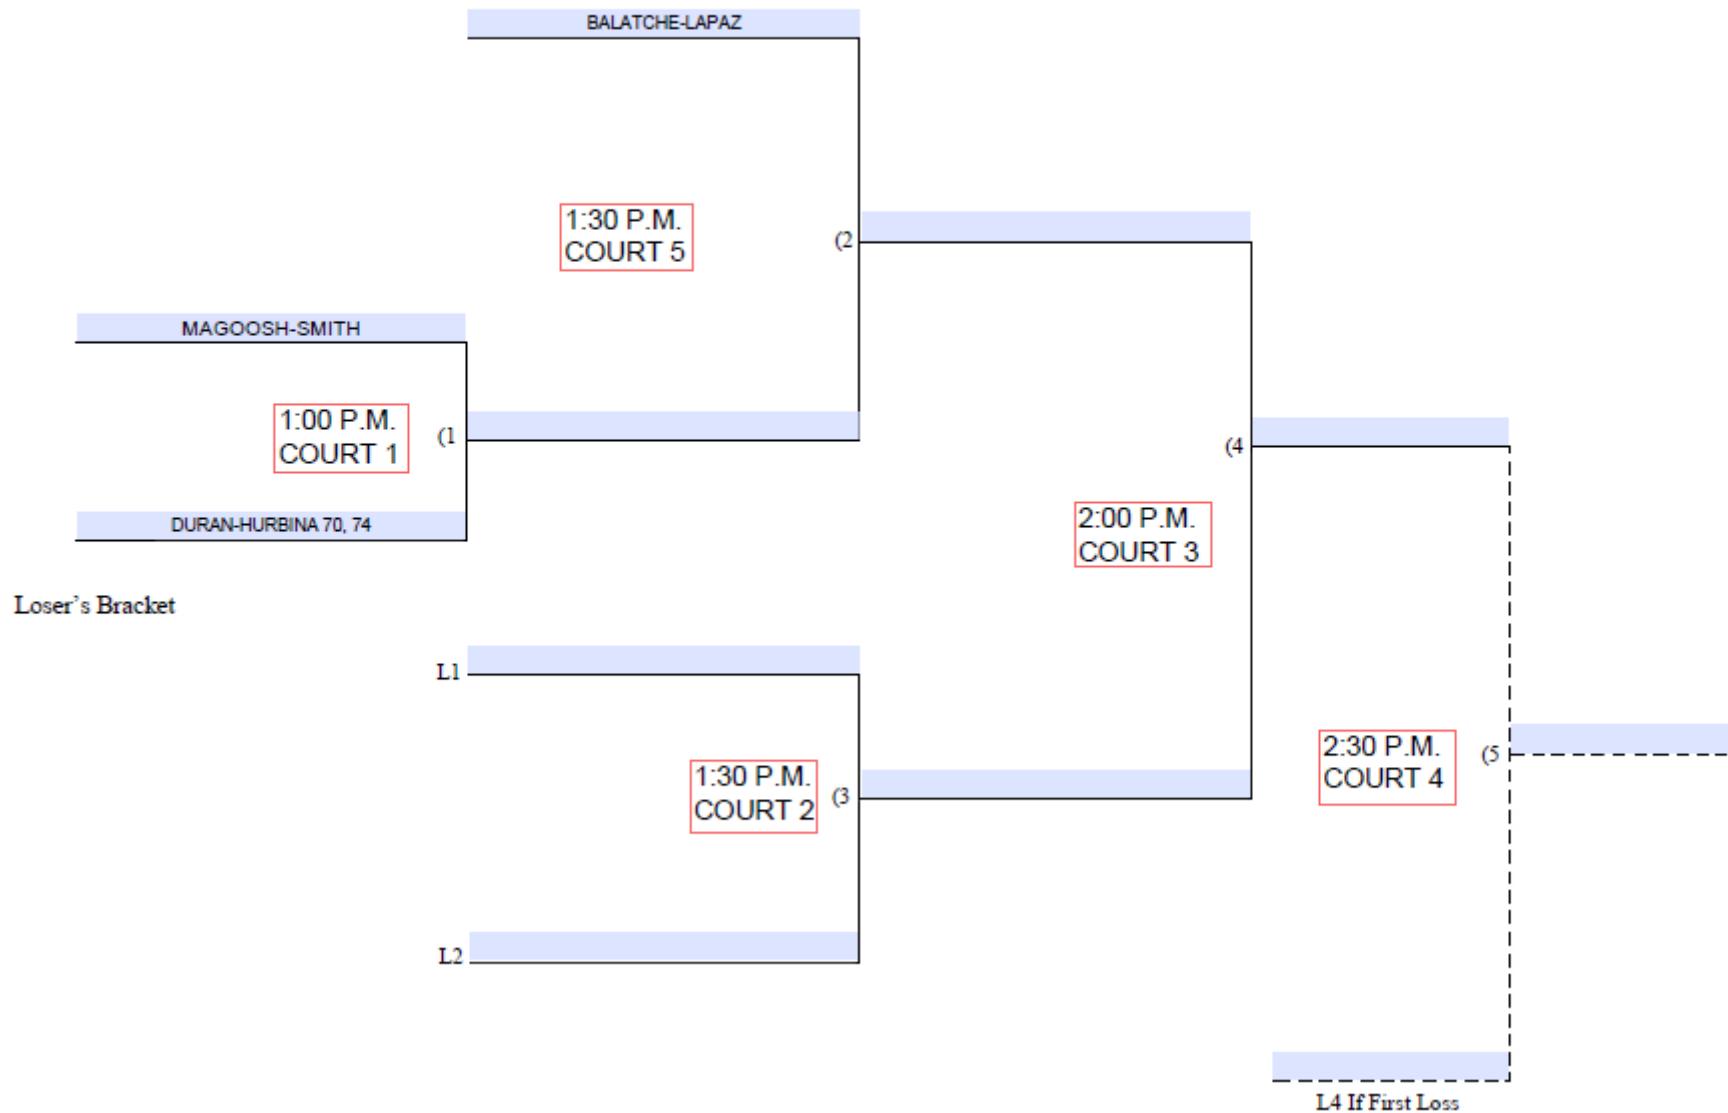 BALATCHE-LAPAZ
1:30 P.M.
COURT 5
(2
MAGOOSH-SMITH
1:00 P.M.
COURT 1
(1
DURAN-HURBINA 70, 74
(4
2:00 P.M.
COURT 3
Loser’s Bracket
L1
1:30 P.M.
COURT 2
(3
2:30 P.M.
COURT 4
(5
L2
L4 If First Loss